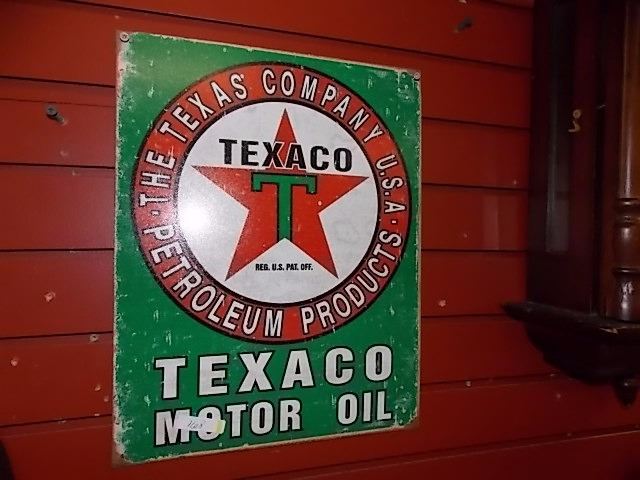 THE TEXAS COMPANY U.S.A.
TEXACO
T
REG. U.S. PAT. OFF.
PETROLEUM PRODUCTS
TEXACO
MOTOR OIL